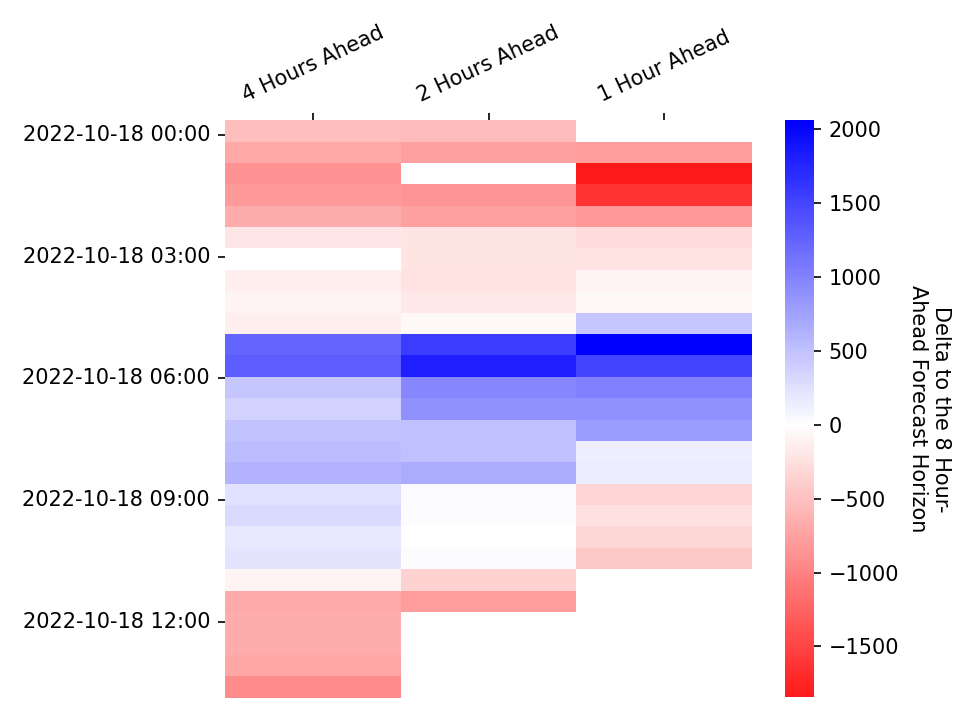 4 Hours Ahead
2 Hours Ahead
1 Hour Ahead
2022-10-18 00:00
2022-10-18 03:00
2022-10-18 06:00
2022-10-18 09:00
2022-10-18 12:00
2000
1500
1000
500
0
−500
−1000
−1500
Delta to the 8 Hour-
Ahead Forecast Horizon